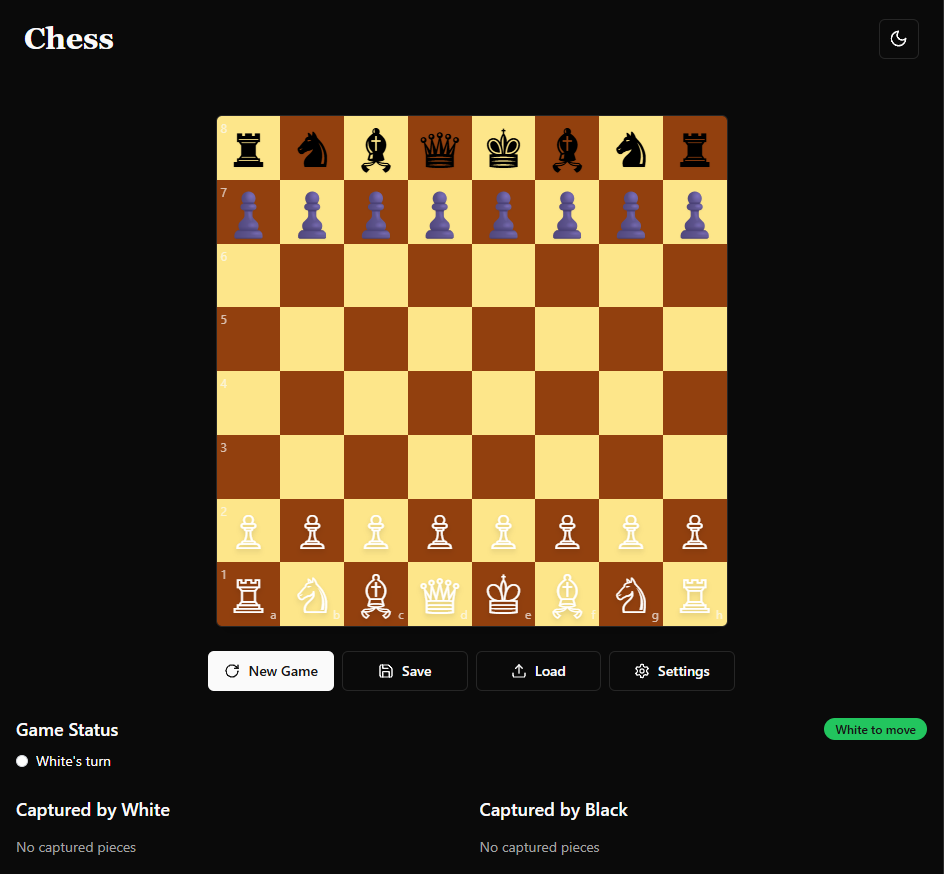 Chess
8
7
6
5
4
3
2
1
a b c d e f g h
New Game Save Load Settings
Game Status White to move
White's turn
Captured by White Captured by Black
No captured pieces No captured pieces